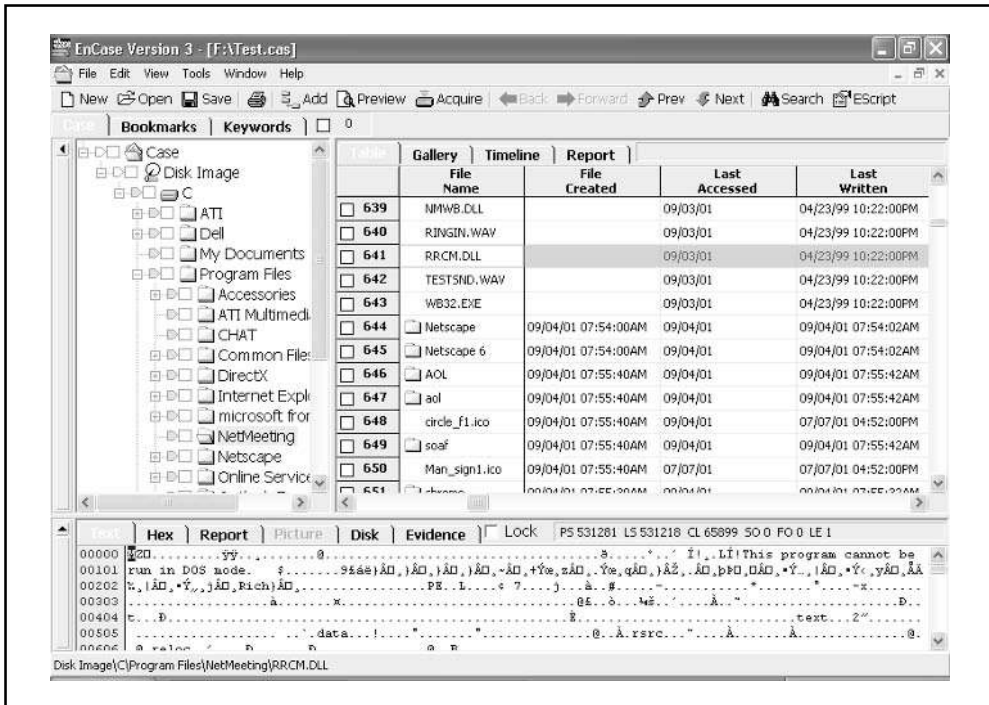 EnCase Version 3 - [F:\Test.cas]
File Edit View Tools Window Help
New Open Save Add Preview Acquire Back Forward Prev Next Search EScript
Case Bookmarks Keywords 0
Case
Disk Image
C
ATI
Dell
My Documents
Program Files
Accessories
ATI Multimedi
CHAT
Common File
DirectX
Internet Expl
microsoft fror
NetMeeting
Netscape
Online Service
Table Gallery Timeline Report
File Name File Created Last Accessed Last Written
639 NMWB.DLL 09/03/01 04/23/99 10:22:00PM
640 RINGIN.WAV 09/03/01 04/23/99 10:22:00PM
641 RRCM.DLL 09/03/01 04/23/99 10:22:00PM
642 TESTSND.WAV 09/03/01 04/23/99 10:22:00PM
643 WB32.EXE 09/03/01 04/23/99 10:22:00PM
644 Netscape 09/04/01 07:54:00AM 09/04/01 09/04/01 07:54:02AM
645 Netscape 6 09/04/01 07:54:00AM 09/04/01 09/04/01 07:54:02AM
646 AOL 09/04/01 07:55:40AM 09/04/01 09/04/01 07:55:42AM
647 aol 09/04/01 07:55:40AM 09/04/01 09/04/01 07:55:42AM
648 circle_f1.ico 09/04/01 07:55:40AM 09/04/01 07/07/01 04:52:00PM
649 soaf 09/04/01 07:55:40AM 09/04/01 09/04/01 07:55:42AM
650 Man_sign1.ico 09/04/01 07:55:40AM 07/07/01 07/07/01 04:52:00PM
651
Text Hex Report Picture Disk Evidence Lock PS 531281 LS 531218 CL 65899 SO 0 FO 0 LE 1
00000 This program cannot be
00101 run in DOS mode.
00202 Rich PE..L
00303
00404 text
00505 data .rsrc
00606
Disk Image\C\Program Files\NetMeeting\RRCM.DLL